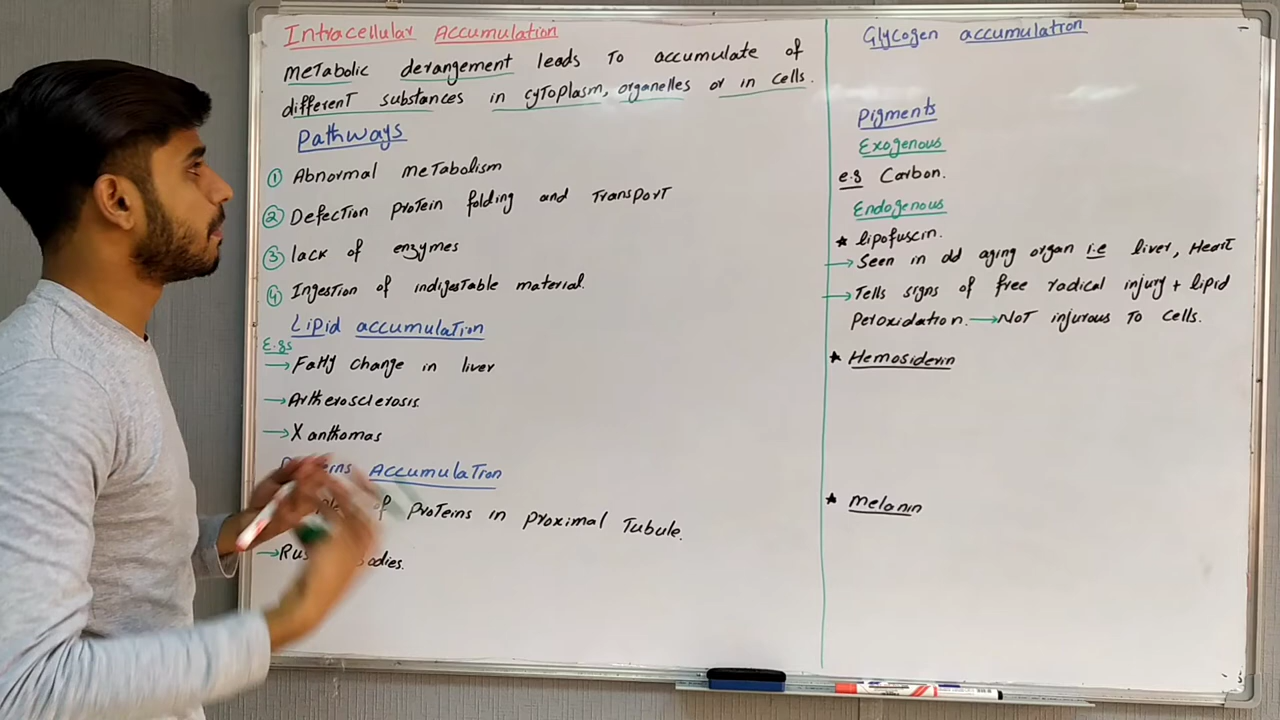 Intracellular Accumulation
Metabolic derangement leads to accumulate of
different substances in cytoplasm, organelles or in cells.
Pathways
① Abnormal metabolism
② Defection protein folding and Transport
③ lack of enzymes
④ Ingestion of indigestable material.
Lipid accumulation
E.gs
→ Fatty change in liver
→ Artherosclerosis
→ Xanthomas
Accumulation
of proteins in proximal Tubule.
→
Glycogen accumulation
Pigments
Exogenous
e.g Carbon.
Endogenous
★ lipofuscin.
→ Seen in old aging organ i.e liver, Heart
→ Tells signs of free radical injury + lipid
Peroxidation. → Not injurous to cells.
★ Hemosiderin
★ Melanin